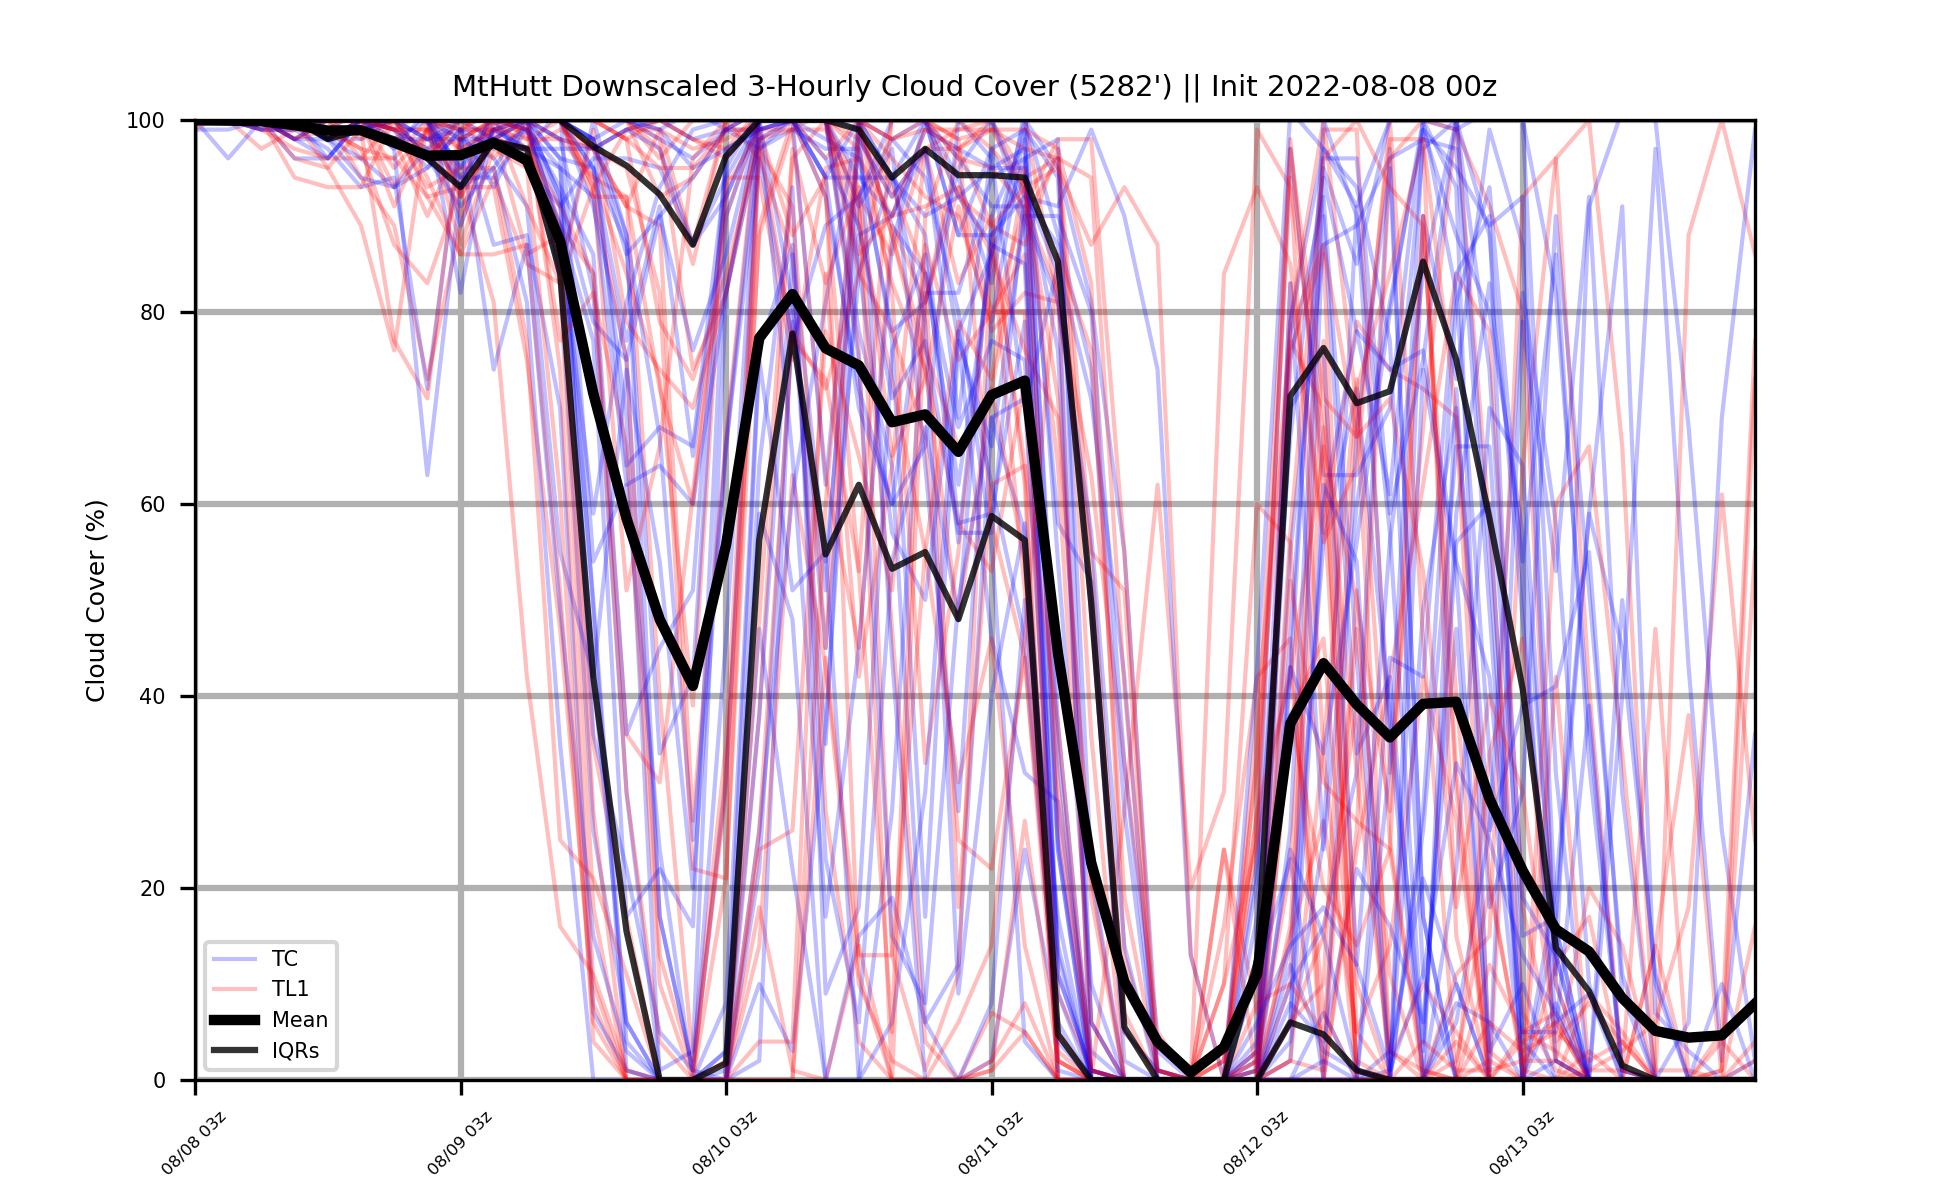 MtHutt Downscaled 3-Hourly Cloud Cover (5282') || Init 2022-08-08 00z
Cloud Cover (%)
100
80
60
40
20
0
TC
TL1
Mean
IQRs
08/08 03z
08/09 03z
08/10 03z
08/11 03z
08/12 03z
08/13 03z